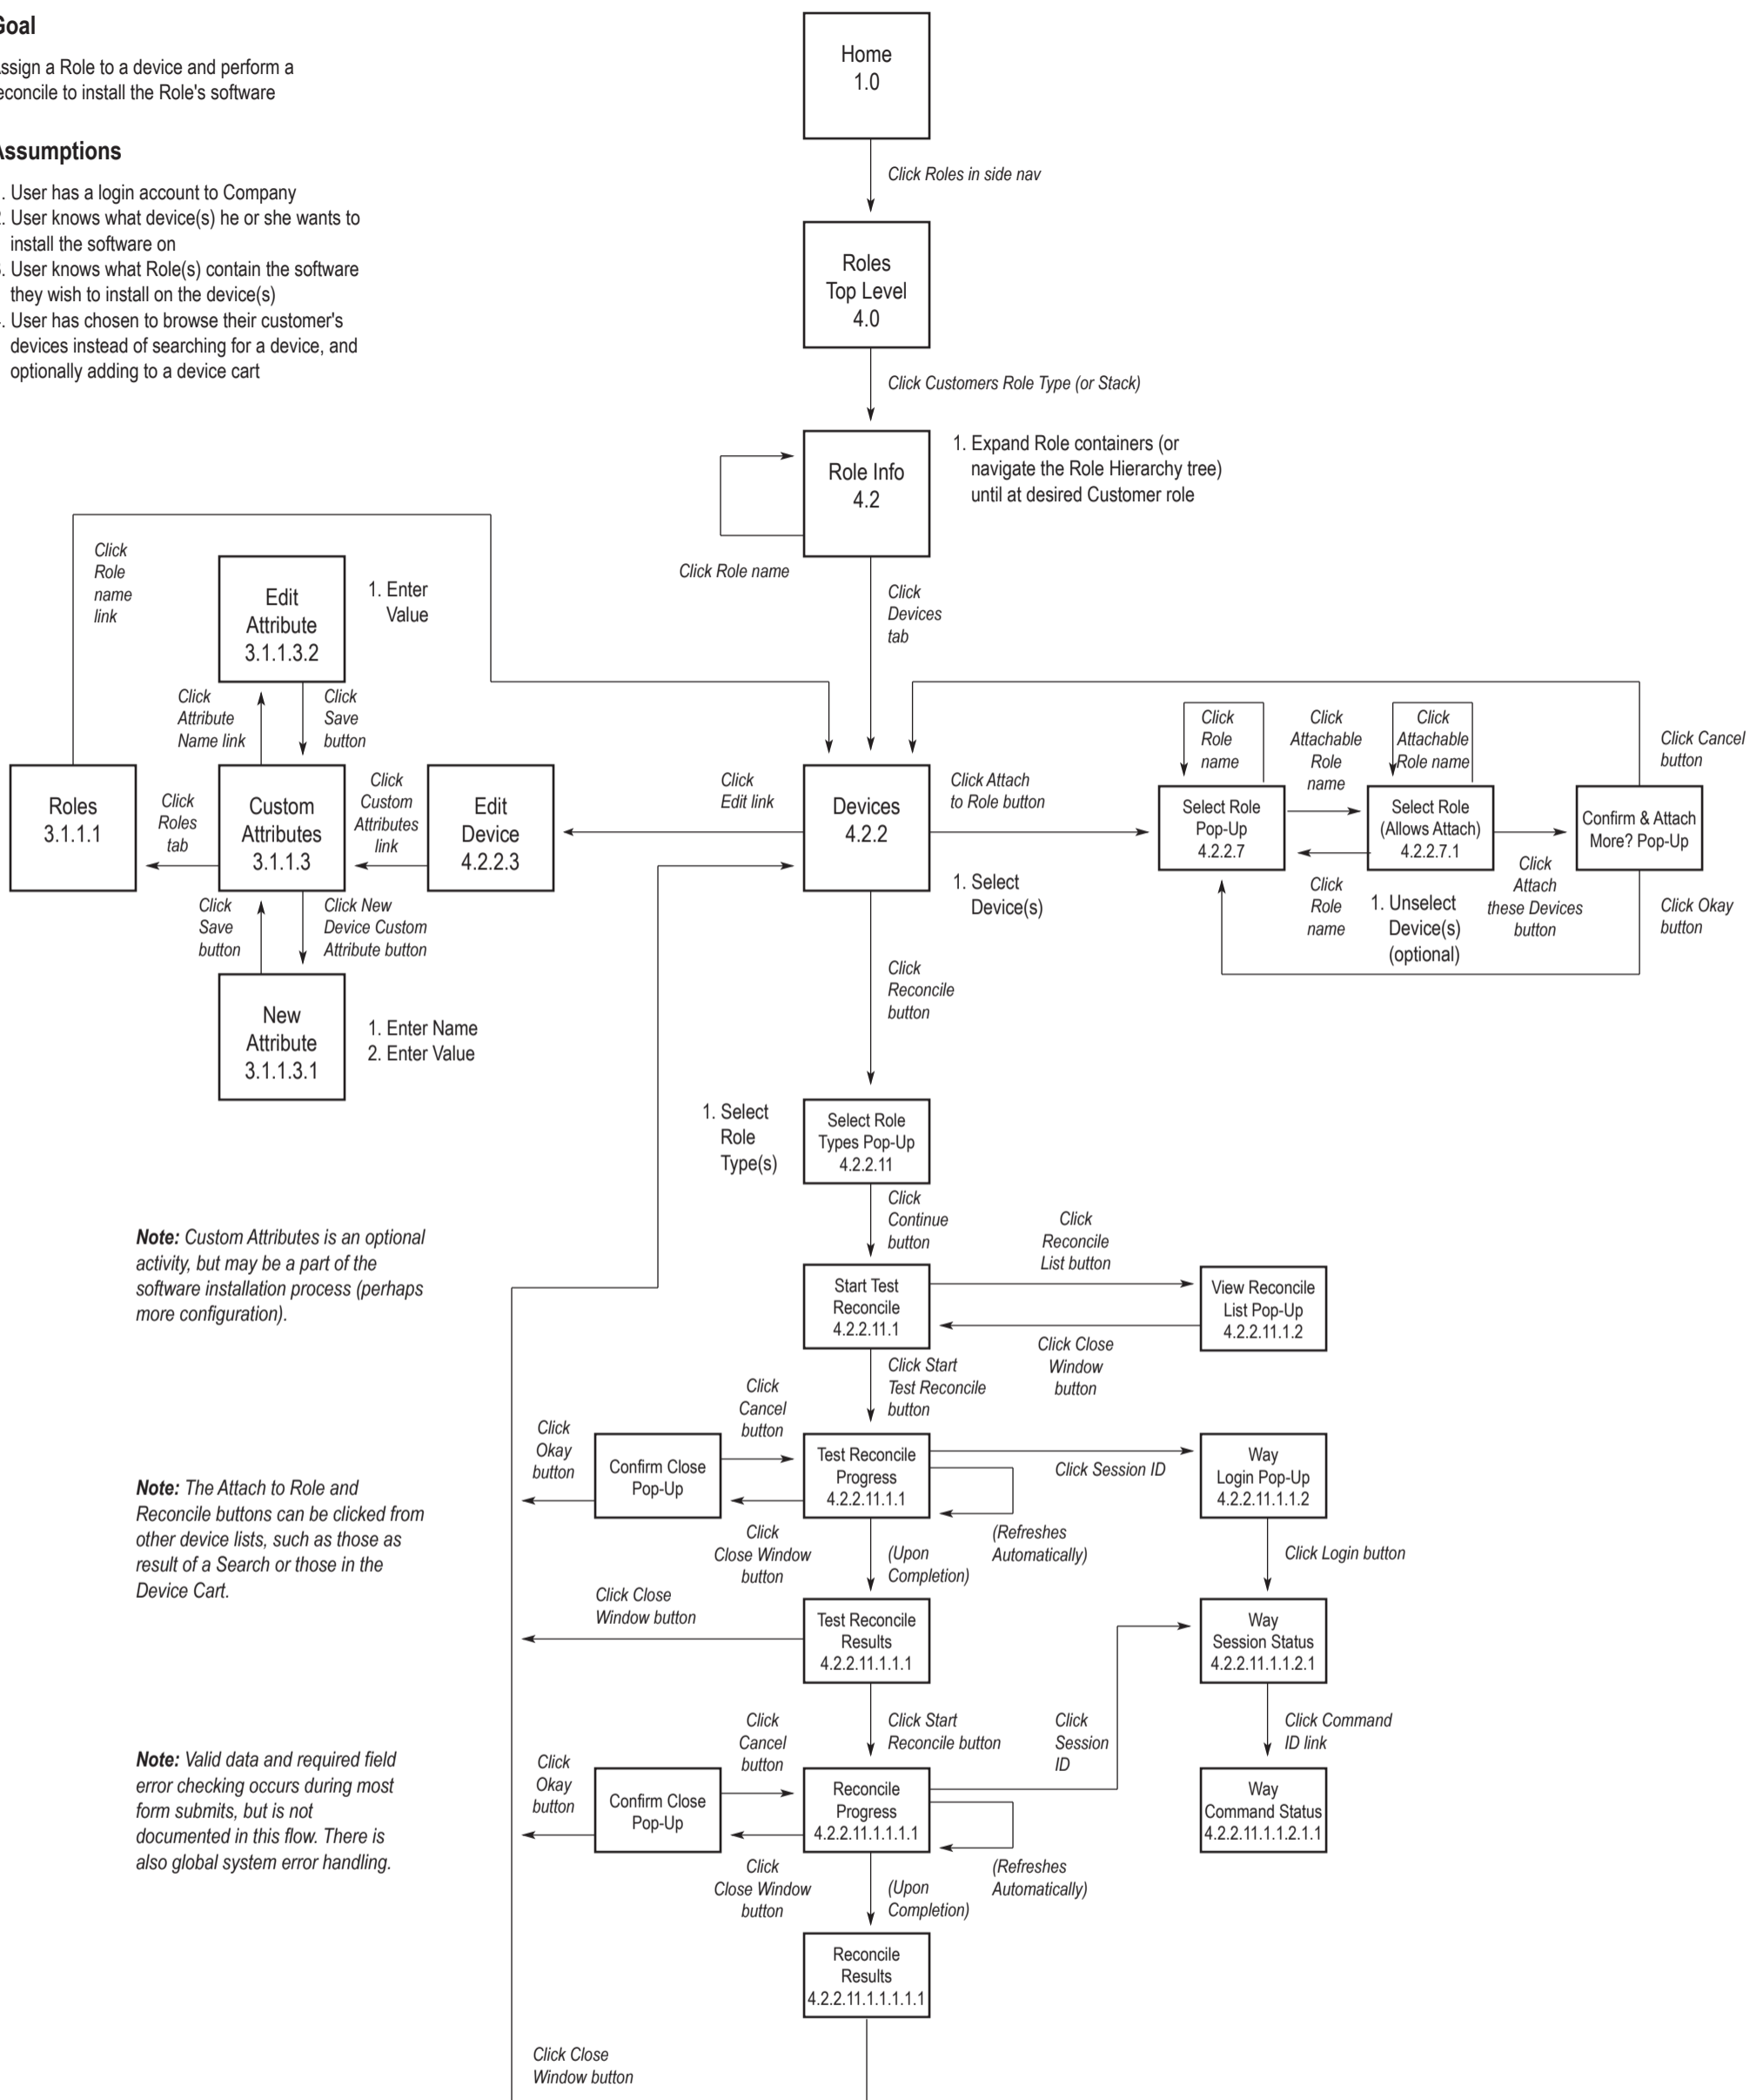 Goal
Assign a Role to a device and perform a
reconcile to install the Role's software
Assumptions
1. User has a login account to Company
2. User knows what device(s) he or she wants to
install the software on
3. User knows what Role(s) contain the software
they wish to install on the device(s)
4. User has chosen to browse their customer's
devices instead of searching for a device, and
optionally adding to a device cart
Home
1.0
Click Roles in side nav
Roles
Top Level
4.0
Click Customers Role Type (or Stack)
Role Info
4.2
1. Expand Role containers (or
navigate the Role Hierarchy tree)
until at desired Customer role
Click Role name
Click
Devices
tab
Click
Role
name
link
Edit
Attribute
3.1.1.3.2
1. Enter
Value
Click
Attribute
Name link
Click
Save
button
Roles
3.1.1.1
Click
Roles
tab
Custom
Attributes
3.1.1.3
Click
Custom
Attributes
link
Edit
Device
4.2.2.3
Click
Edit link
Devices
4.2.2
1. Select
Device(s)
Click Attach
to Role button
Click
Role
name
Select Role
Pop-Up
4.2.2.7
Click
Attachable
Role
name
Click
Role
name
Click
Attachable
Role name
Select Role
(Allows Attach)
4.2.2.7.1
1. Unselect
Device(s)
(optional)
Click
Attach
these Devices
button
Confirm & Attach
More? Pop-Up
Click Cancel
button
Click Okay
button
Click
Save
button
Click New
Device Custom
Attribute button
New
Attribute
3.1.1.3.1
1. Enter Name
2. Enter Value
Click
Reconcile
button
1. Select
Role
Type(s)
Select Role
Types Pop-Up
4.2.2.11
Click
Continue
button
Note: Custom Attributes is an optional
activity, but may be a part of the
software installation process (perhaps
more configuration).
Start Test
Reconcile
4.2.2.11.1
Click
Reconcile
List button
View Reconcile
List Pop-Up
4.2.2.11.1.2
Click Close
Window
button
Click Start
Test Reconcile
button
Note: The Attach to Role and
Reconcile buttons can be clicked from
other device lists, such as those as
result of a Search or those in the
Device Cart.
Click
Okay
button
Confirm Close
Pop-Up
Click
Cancel
button
Click
Close Window
button
Test Reconcile
Progress
4.2.2.11.1.1
(Upon
Completion)
(Refreshes
Automatically)
Click Session ID
Way
Login Pop-Up
4.2.2.11.1.1.2
Click Login button
Click Close
Window button
Test Reconcile
Results
4.2.2.11.1.1.1
Way
Session Status
4.2.2.11.1.1.2.1
Click Start
Reconcile button
Click
Session
ID
Click Command
ID link
Note: Valid data and required field
error checking occurs during most
form submits, but is not
documented in this flow. There is
also global system error handling.
Click
Okay
button
Confirm Close
Pop-Up
Click
Cancel
button
Click
Close Window
button
Reconcile
Progress
4.2.2.11.1.1.1.1
(Upon
Completion)
(Refreshes
Automatically)
Way
Command Status
4.2.2.11.1.1.2.1.1
Reconcile
Results
4.2.2.11.1.1.1.1.1
Click Close
Window button